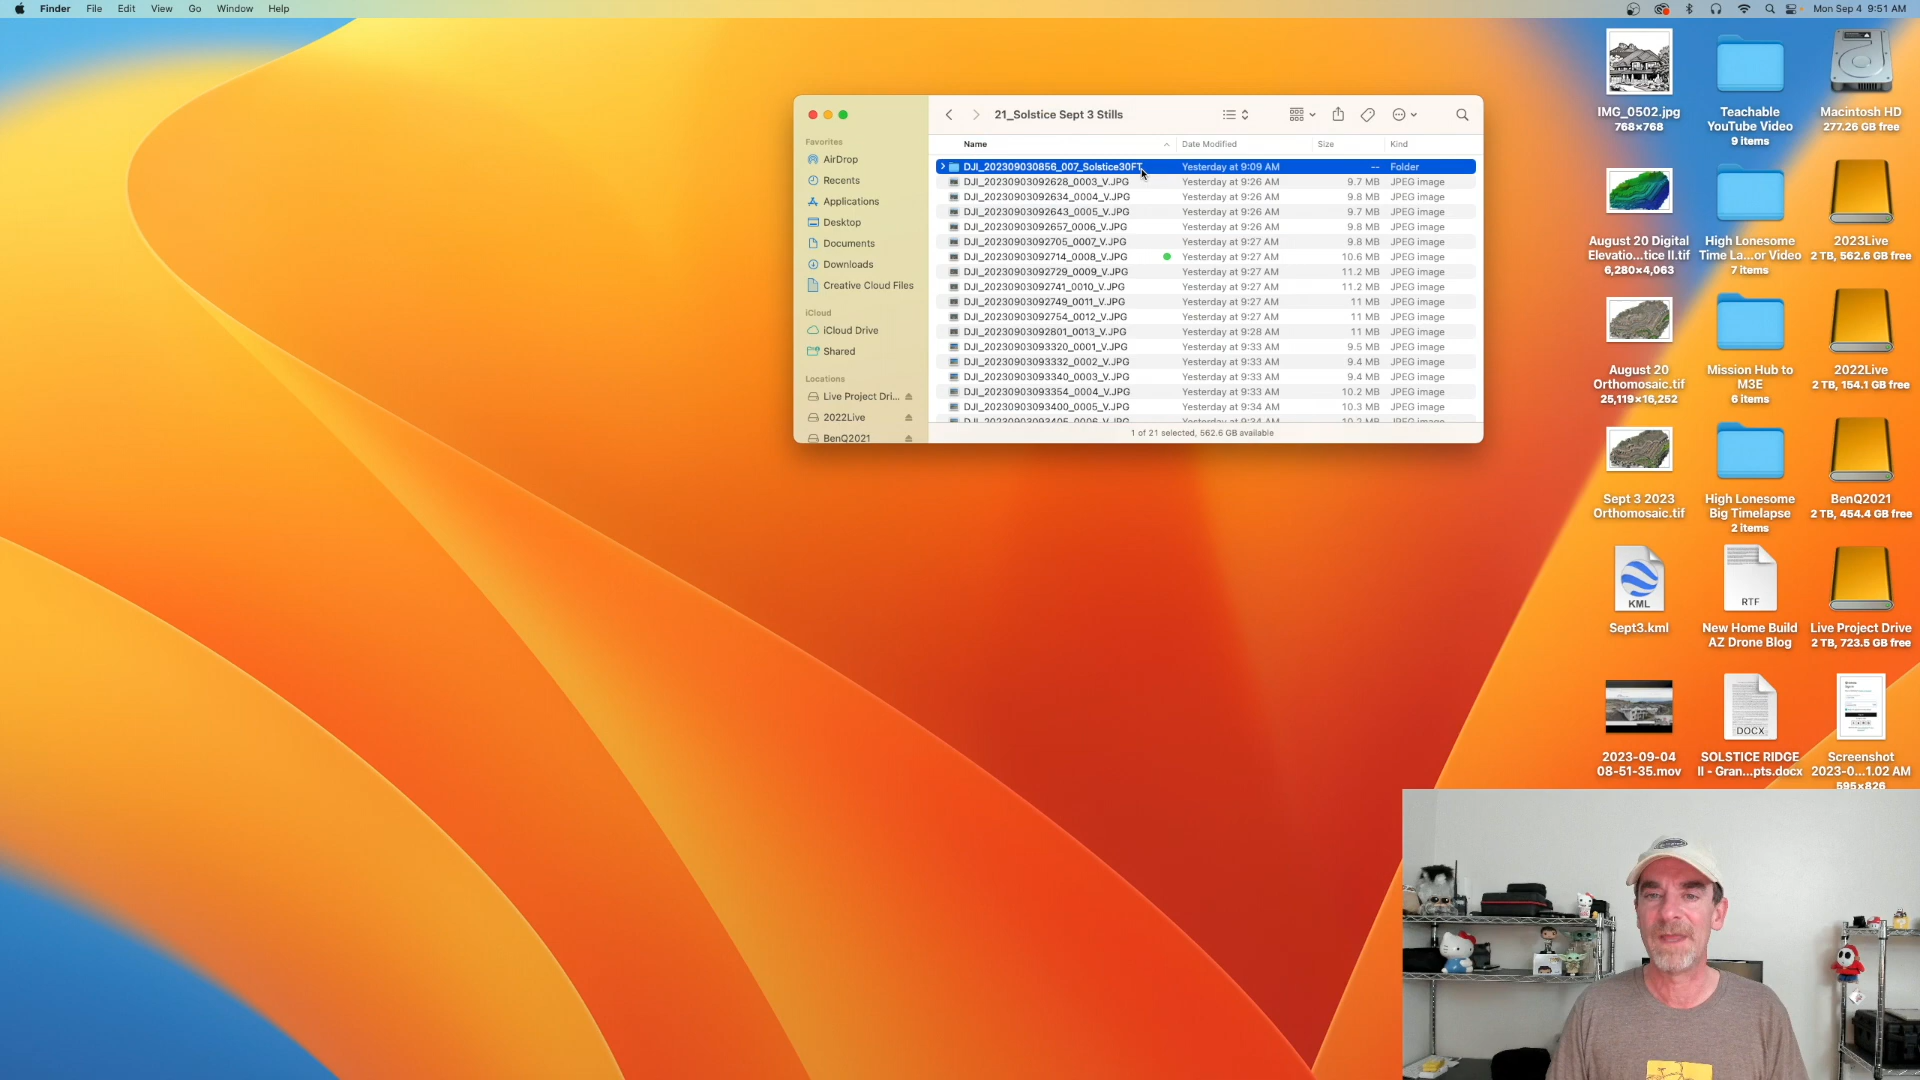 Finder File Edit View Go Window Help
Mon Sep 4 9:51 AM
21_Solstice Sept 3 Stills
Favorites
AirDrop
Recents
Applications
Desktop
Documents
Downloads
Creative Cloud Files
iCloud
iCloud Drive
Shared
Locations
Live Project Dri...
2022Live
BenQ2021
Name Date Modified Size Kind
DJI_202309030856_007_Solstice30FT Yesterday at 9:09 AM -- Folder
DJI_20230903092628_0003_V.JPG Yesterday at 9:26 AM 9.7 MB JPEG image
DJI_20230903092634_0004_V.JPG Yesterday at 9:26 AM 9.8 MB JPEG image
DJI_20230903092643_0005_V.JPG Yesterday at 9:26 AM 9.7 MB JPEG image
DJI_20230903092657_0006_V.JPG Yesterday at 9:26 AM 9.8 MB JPEG image
DJI_20230903092705_0007_V.JPG Yesterday at 9:27 AM 9.8 MB JPEG image
DJI_20230903092714_0008_V.JPG Yesterday at 9:27 AM 10.6 MB JPEG image
DJI_20230903092729_0009_V.JPG Yesterday at 9:27 AM 11.2 MB JPEG image
DJI_20230903092741_0010_V.JPG Yesterday at 9:27 AM 11.2 MB JPEG image
DJI_20230903092749_0011_V.JPG Yesterday at 9:27 AM 11 MB JPEG image
DJI_20230903092754_0012_V.JPG Yesterday at 9:27 AM 11 MB JPEG image
DJI_20230903092801_0013_V.JPG Yesterday at 9:28 AM 11 MB JPEG image
DJI_20230903093320_0001_V.JPG Yesterday at 9:33 AM 9.5 MB JPEG image
DJI_20230903093332_0002_V.JPG Yesterday at 9:33 AM 9.4 MB JPEG image
DJI_20230903093340_0003_V.JPG Yesterday at 9:33 AM 9.4 MB JPEG image
DJI_20230903093354_0004_V.JPG Yesterday at 9:33 AM 10.2 MB JPEG image
DJI_20230903093400_0005_V.JPG Yesterday at 9:34 AM 10.3 MB JPEG image
DJI_20230903093405_0006_V.JPG Yesterday at 9:34 AM 10.2 MB JPEG image
1 of 21 selected, 562.6 GB available
IMG_0502.jpg
768×768
Teachable
YouTube Video
9 items
Macintosh HD
277.26 GB free
August 20 Digital
Elevatio...tice II.tif
6,280×4,063
High Lonesome
Time La...or Video
7 items
2023Live
2 TB, 562.6 GB free
August 20
Orthomosaic.tif
25,119×16,252
Mission Hub to
M3E
6 items
2022Live
2 TB, 154.1 GB free
Sept 3 2023
Orthomosaic.tif
High Lonesome
Big Timelapse
2 items
BenQ2021
2 TB, 454.4 GB free
KML
Sept3.kml
RTF
New Home Build
AZ Drone Blog
Live Project Drive
2 TB, 723.5 GB free
2023-09-04
08-51-35.mov
DOCX
SOLSTICE RIDGE
II - Gran...pts.docx
Screenshot
2023-0...1.02 AM
595×826